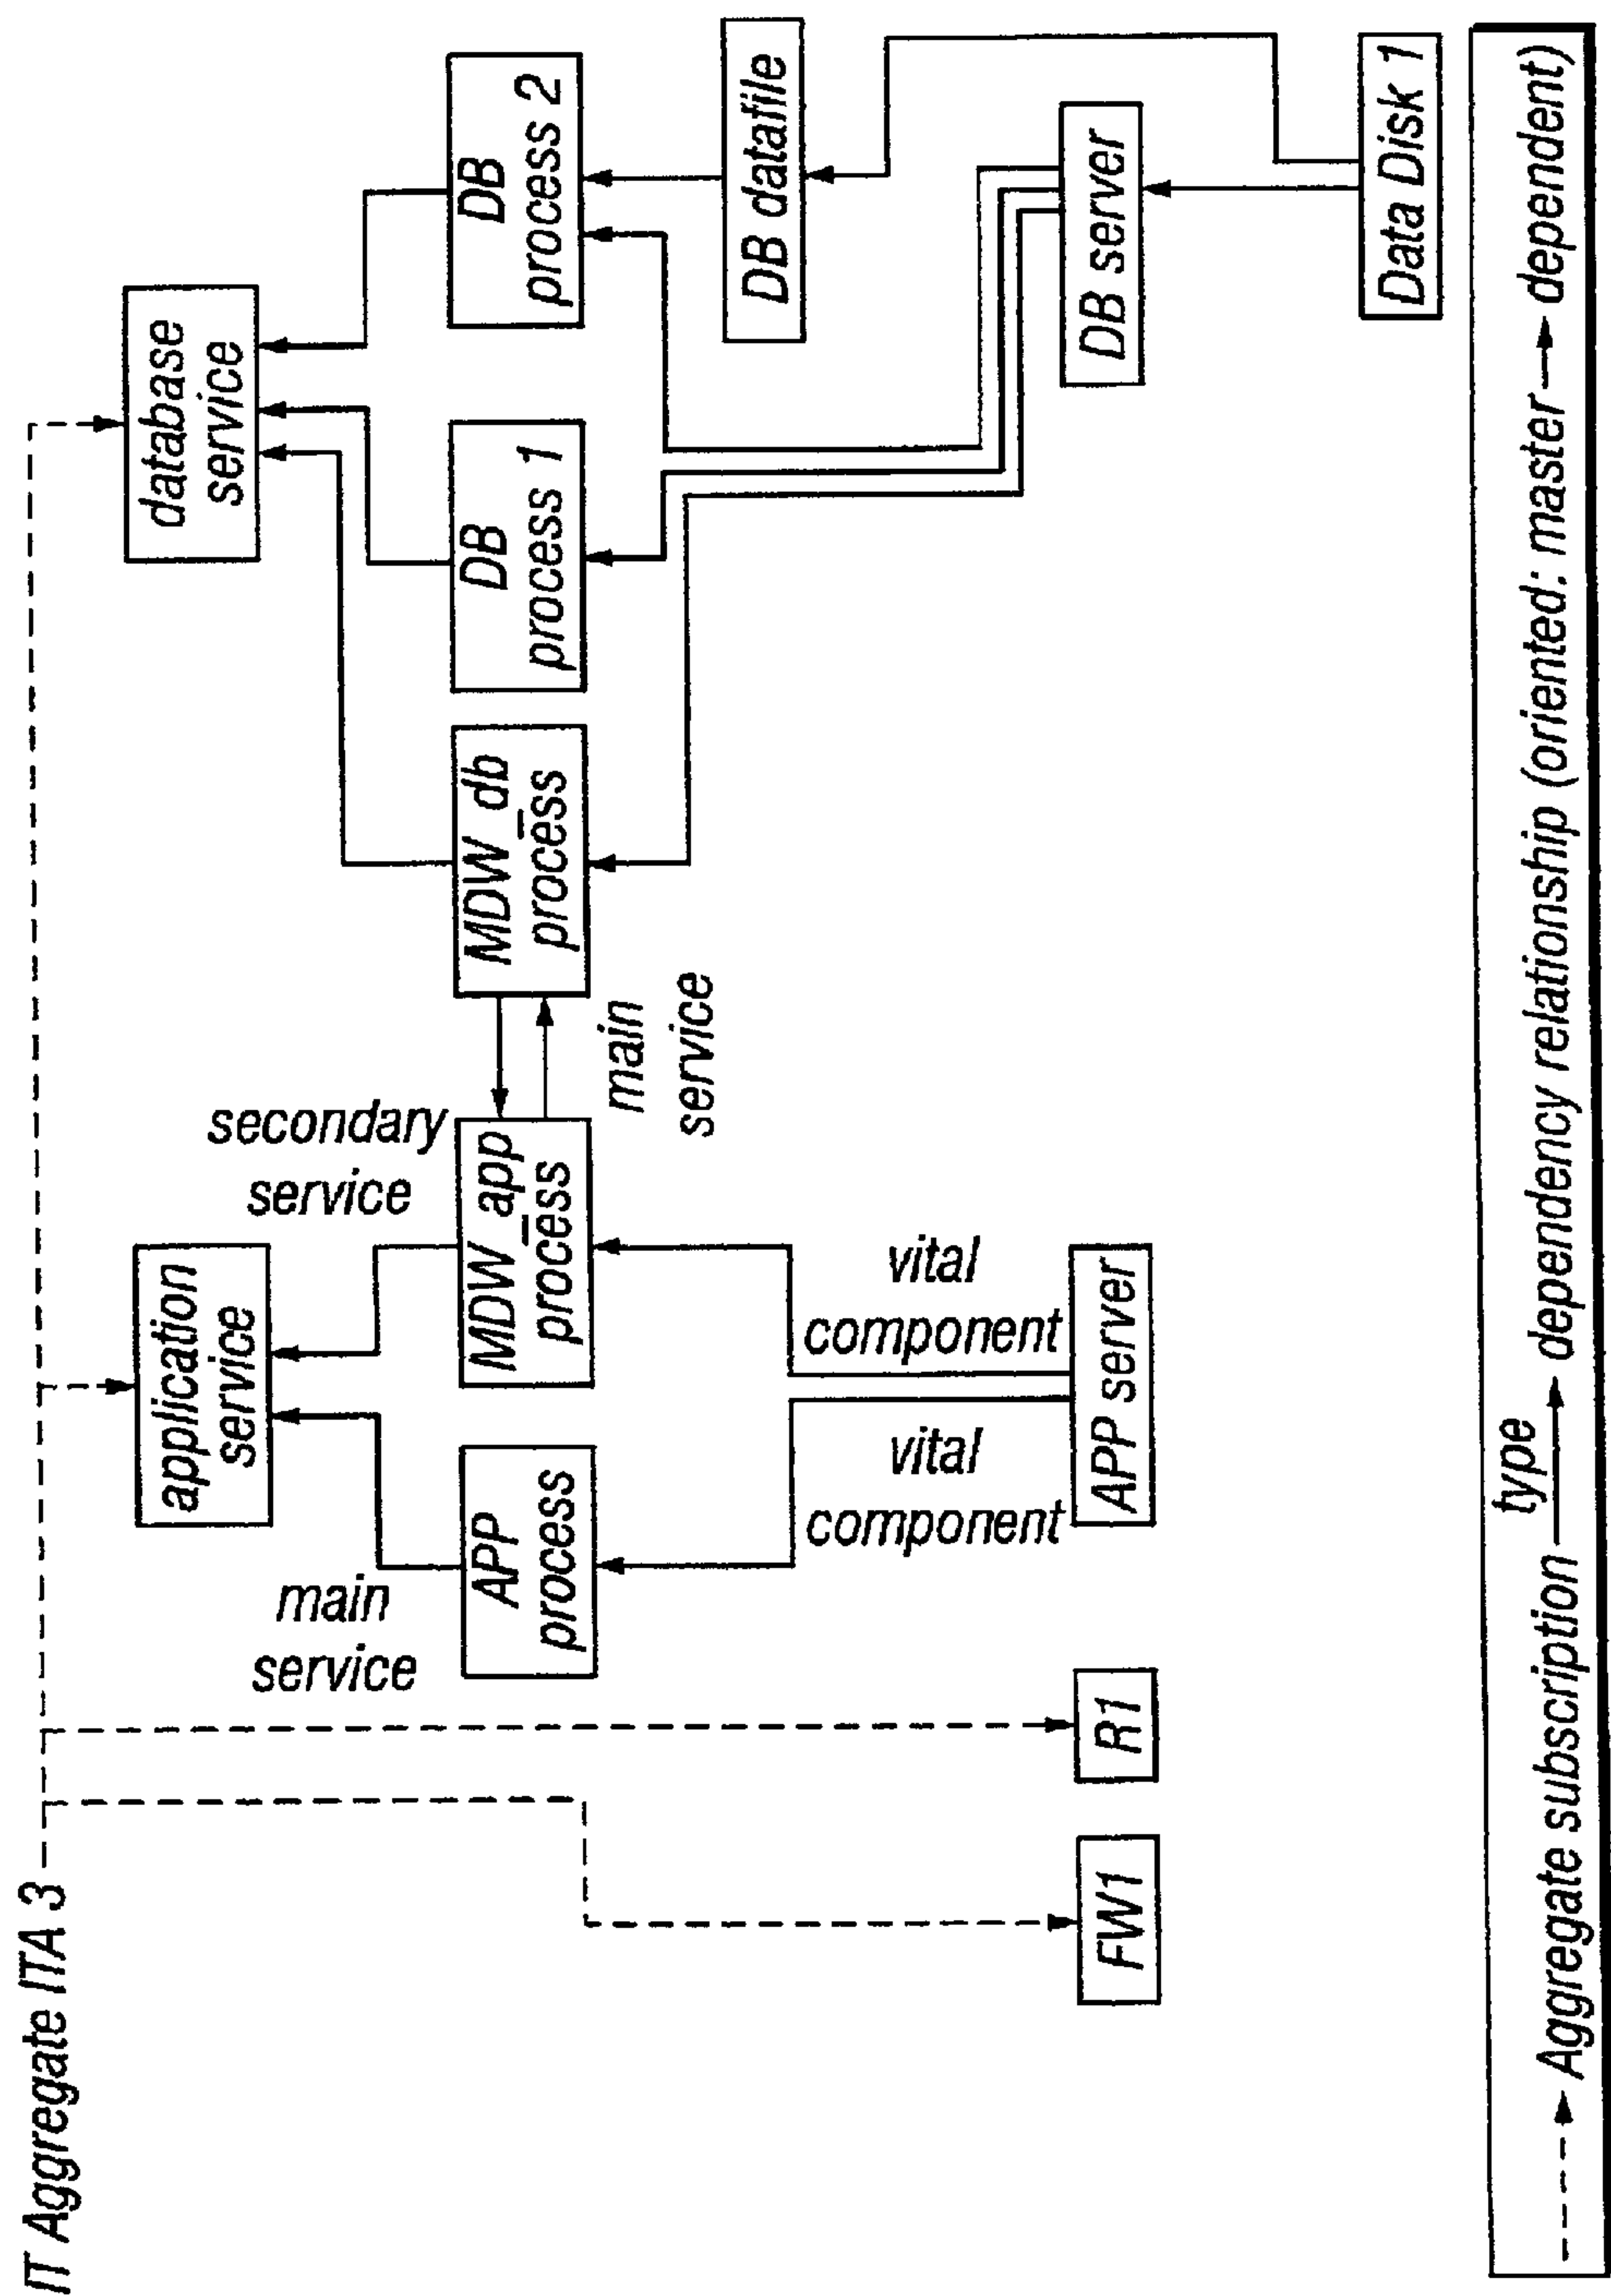 IT Aggregate ITA 3
application
service
database
service
main
service
secondary
service
APP
process
MDW_app
process
main
service
MDW_db
process
DB
process 1
DB
process 2
DB datafile
vital
component
vital
component
FW1
R1
APP server
DB server
Data Disk 1
Aggregate subscription
type
dependency relationship (oriented: master
dependent)